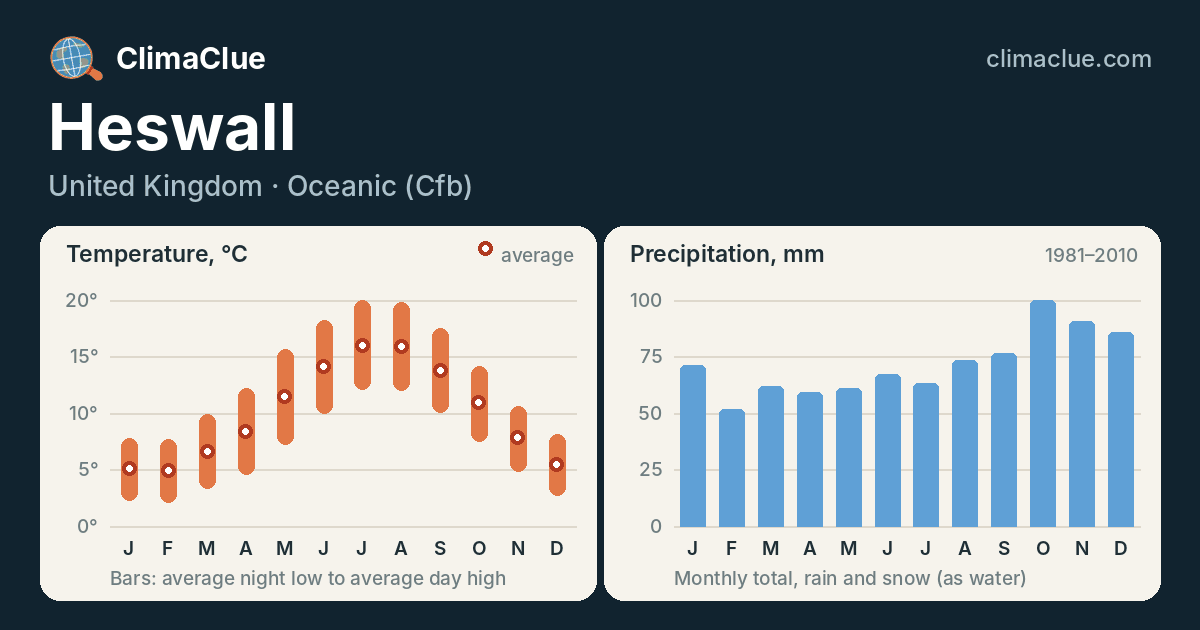 ClimaClue
climaclue.com
Heswall
United Kingdom · Oceanic (Cfb)
Temperature, °C
average
20°
15°
10°
5°
0°
J F M A M J J A S O N D
Bars: average night low to average day high
Precipitation, mm
1981–2010
100
75
50
25
0
J F M A M J J A S O N D
Monthly total, rain and snow (as water)